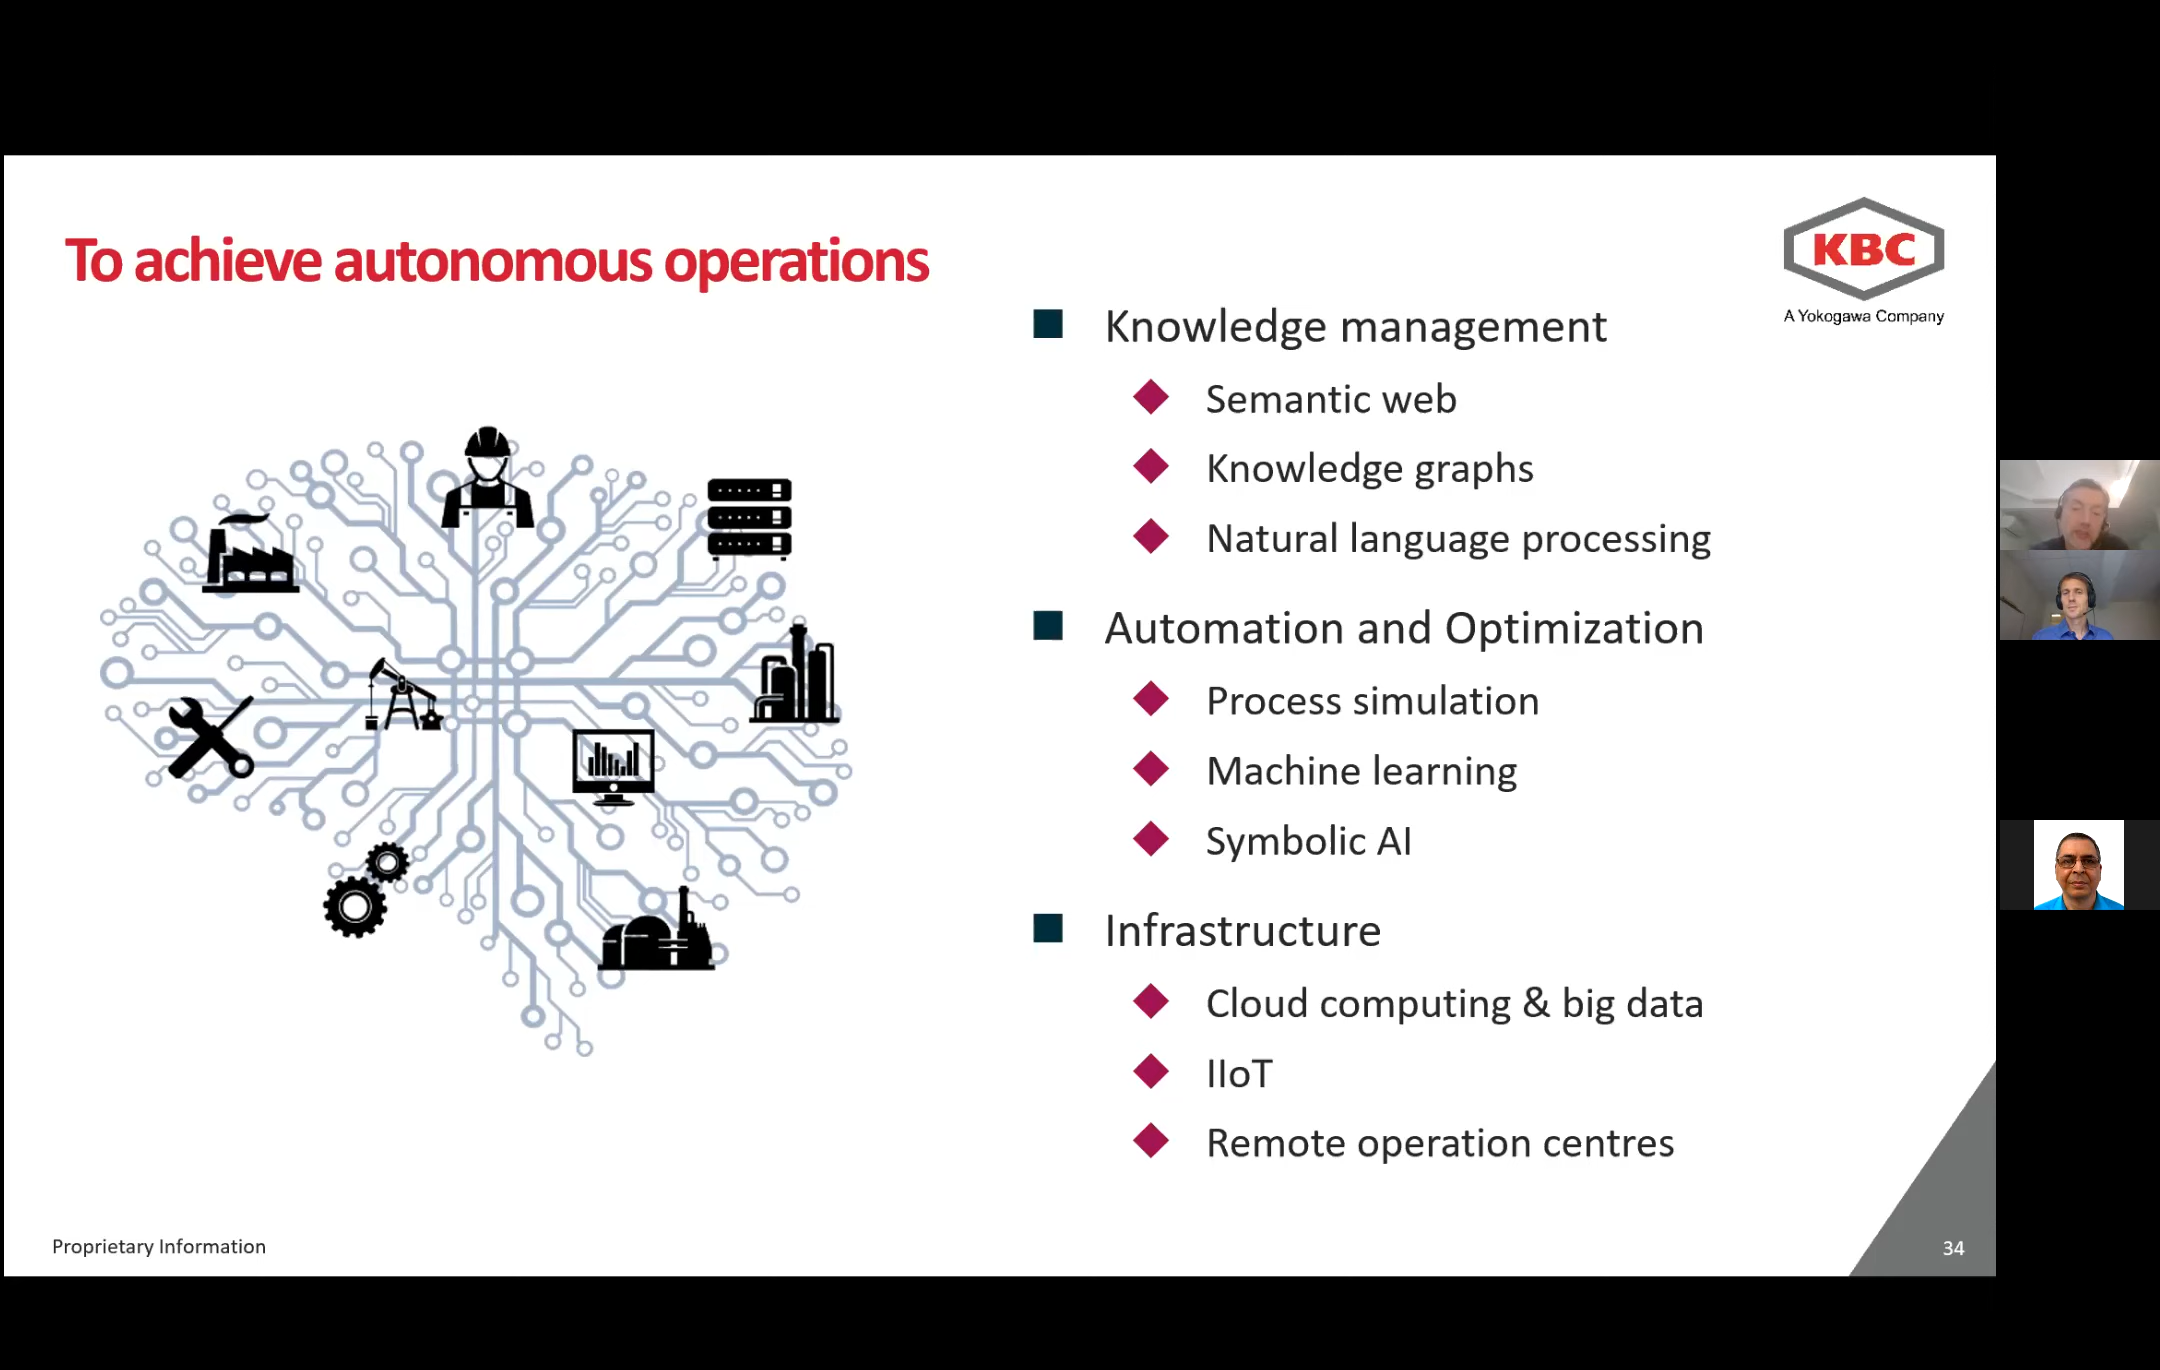 To achieve autonomous operations
KBC
A Yokogawa Company
Knowledge management
Semantic web
Knowledge graphs
Natural language processing
Automation and Optimization
Process simulation
Machine learning
Symbolic AI
Infrastructure
Cloud computing & big data
IIoT
Remote operation centres
Proprietary Information
34